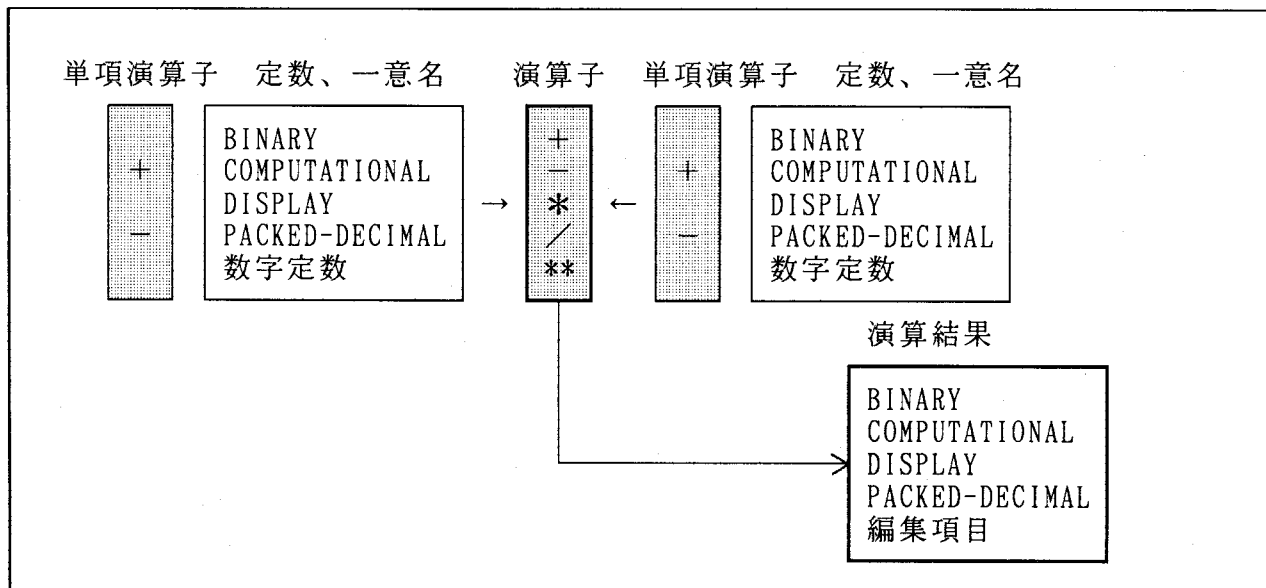 単項演算子 定数、一意名 演算子 単項演算子 定数、一意名
BINARY + BINARY
+ COMPUTATIONAL − + COMPUTATIONAL
DISPLAY → * ← DISPLAY
− PACKED-DECIMAL / − PACKED-DECIMAL
数字定数 ** 数字定数
演算結果
BINARY
COMPUTATIONAL
DISPLAY
PACKED-DECIMAL
編集項目